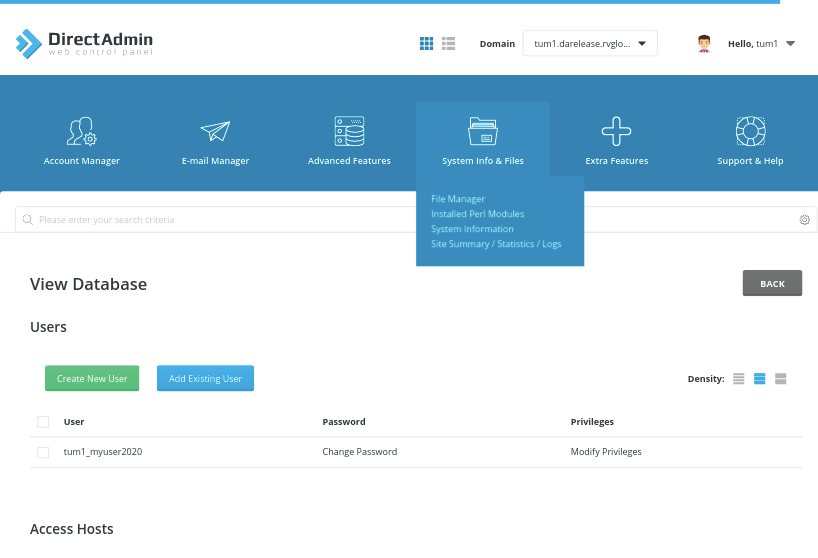 DirectAdmin
web control panel
Domain
tum1.darelease.rvglo...
Hello, tum1
Account Manager
E-mail Manager
Advanced Features
System Info & Files
Extra Features
Support & Help
File Manager
Installed Perl Modules
System Information
Site Summary / Statistics / Logs
Please enter your search criteria
View Database
BACK
Users
Create New User
Add Existing User
Density:
User Password Privileges
tum1_myuser2020 Change Password Modify Privileges
Access Hosts